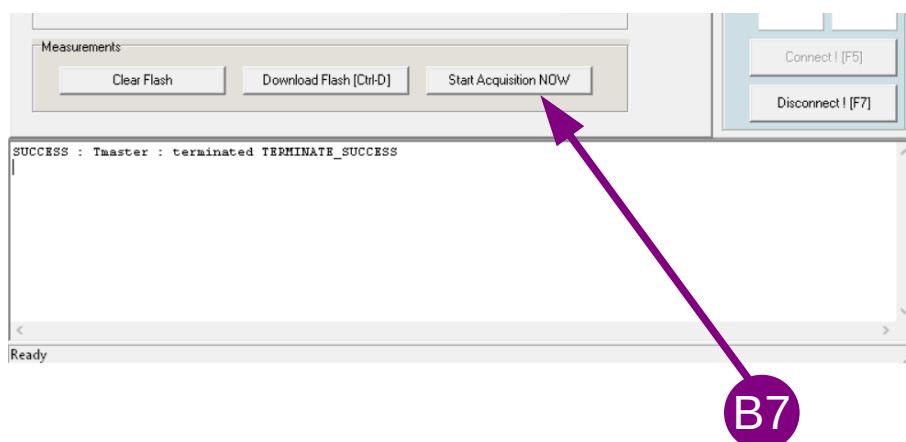 Measurements
Clear Flash Download Flash [Ctrl-D] Start Acquisition NOW
Connect ! [F5]
Disconnect ! [F7]
SUCCESS : Tmaster : terminated TERMINATE_SUCCESS
Ready
B7